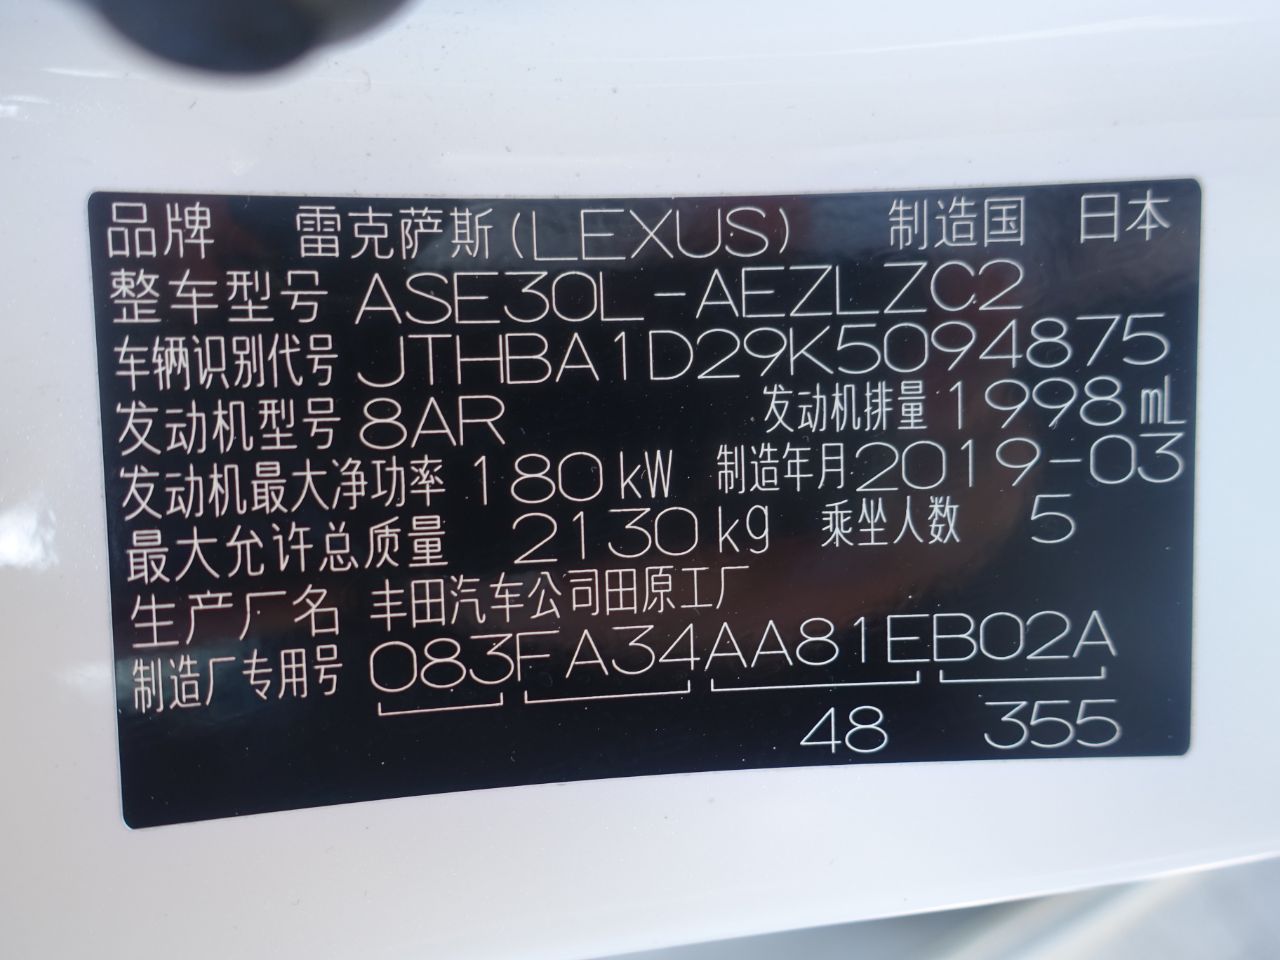 品牌 雷克萨斯(LEXUS) 制造国 日本
整车型号 ASE30L-AEZLZC2
车辆识别代号 JTHBA1D29K5094875
发动机型号 8AR 发动机排量 1998mL
发动机最大净功率 180kW 制造年月 2019-03
最大允许总质量 2130kg 乘坐人数 5
生产厂名 丰田汽车公司田原工厂
制造厂专用号 083FA34AA81EB02A
48 355